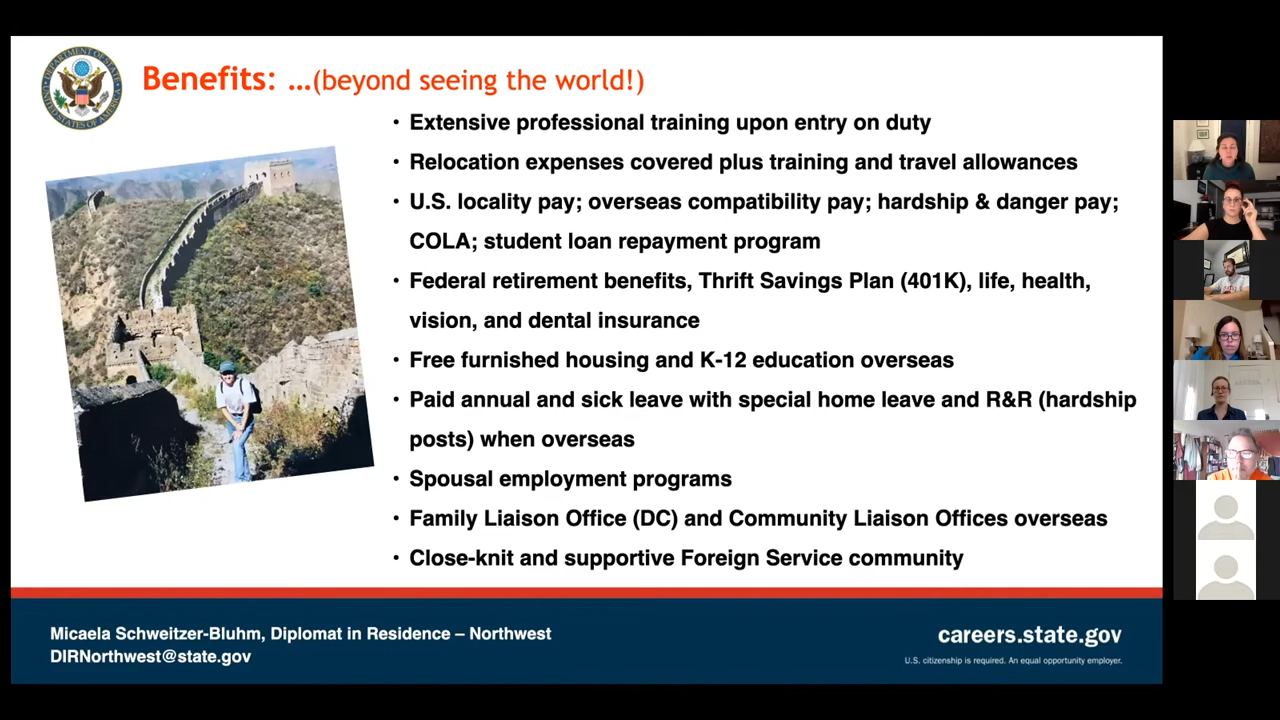 Benefits: ...(beyond seeing the world!)
• Extensive professional training upon entry on duty
• Relocation expenses covered plus training and travel allowances
• U.S. locality pay; overseas compatibility pay; hardship & danger pay;
COLA; student loan repayment program
• Federal retirement benefits, Thrift Savings Plan (401K), life, health,
vision, and dental insurance
• Free furnished housing and K-12 education overseas
• Paid annual and sick leave with special home leave and R&R (hardship
posts) when overseas
• Spousal employment programs
• Family Liaison Office (DC) and Community Liaison Offices overseas
• Close-knit and supportive Foreign Service community
Micaela Schweitzer-Bluhm, Diplomat in Residence – Northwest
DIRNorthwest@state.gov
careers.state.gov
U.S. citizenship is required. An equal opportunity employer.